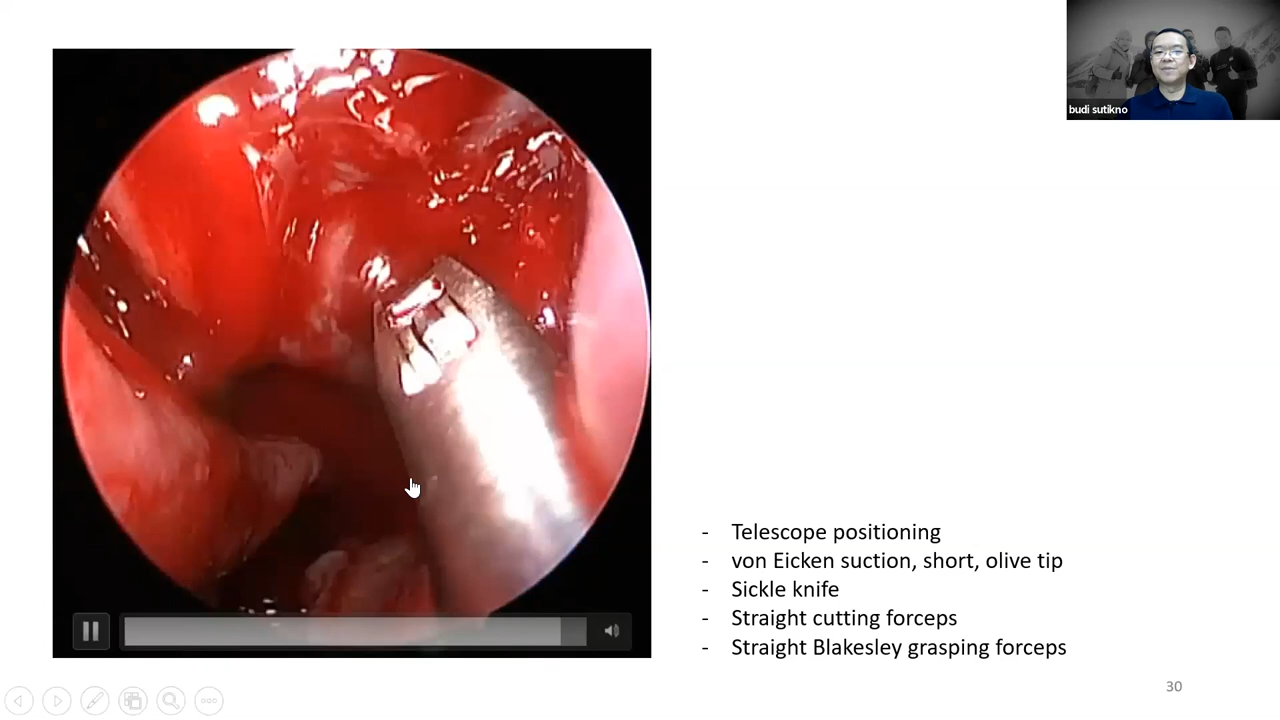 budi sutikno
- Telescope positioning
- von Eicken suction, short, olive tip
- Sickle knife
- Straight cutting forceps
- Straight Blakesley grasping forceps
30